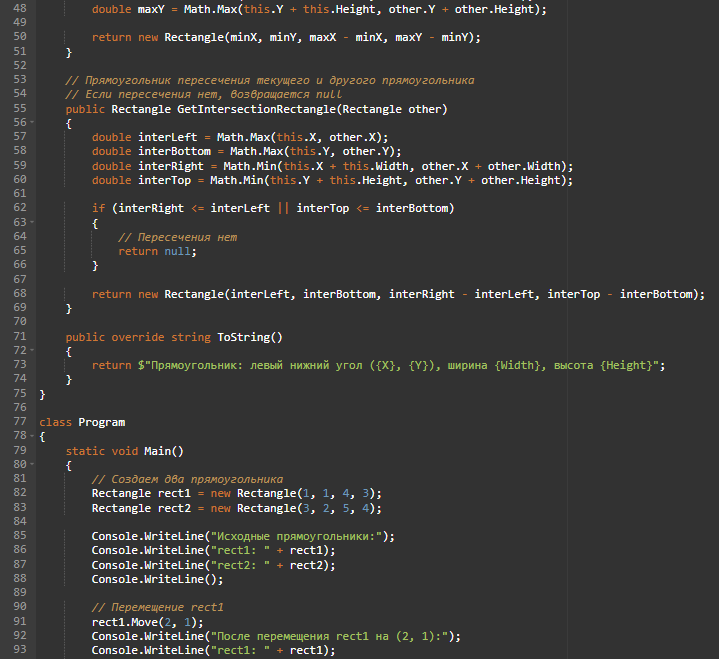 48 double maxY = Math.Max(this.Y + this.Height, other.Y + other.Height);
49
50 return new Rectangle(minX, minY, maxX - minX, maxY - minY);
51 }
52
53 // Прямоугольник пересечения текущего и другого прямоугольника
54 // Если пересечения нет, возвращается null
55 public Rectangle GetIntersectionRectangle(Rectangle other)
56 {
57 double interLeft = Math.Max(this.X, other.X);
58 double interBottom = Math.Max(this.Y, other.Y);
59 double interRight = Math.Min(this.X + this.Width, other.X + other.Width);
60 double interTop = Math.Min(this.Y + this.Height, other.Y + other.Height);
61
62 if (interRight <= interLeft || interTop <= interBottom)
63 {
64 // Пересечения нет
65 return null;
66 }
67
68 return new Rectangle(interLeft, interBottom, interRight - interLeft, interTop - interBottom);
69 }
70
71 public override string ToString()
72 {
73 return $"Прямоугольник: левый нижний угол ({X}, {Y}), ширина {Width}, высота {Height}";
74 }
75 }
76
77 class Program
78 {
79 static void Main()
80 {
81 // Создаем два прямоугольника
82 Rectangle rect1 = new Rectangle(1, 1, 4, 3);
83 Rectangle rect2 = new Rectangle(3, 2, 5, 4);
84
85 Console.WriteLine("Исходные прямоугольники:");
86 Console.WriteLine("rect1: " + rect1);
87 Console.WriteLine("rect2: " + rect2);
88 Console.WriteLine();
89
90 // Перемещение rect1
91 rect1.Move(2, 1);
92 Console.WriteLine("После перемещения rect1 на (2, 1):");
93 Console.WriteLine("rect1: " + rect1);